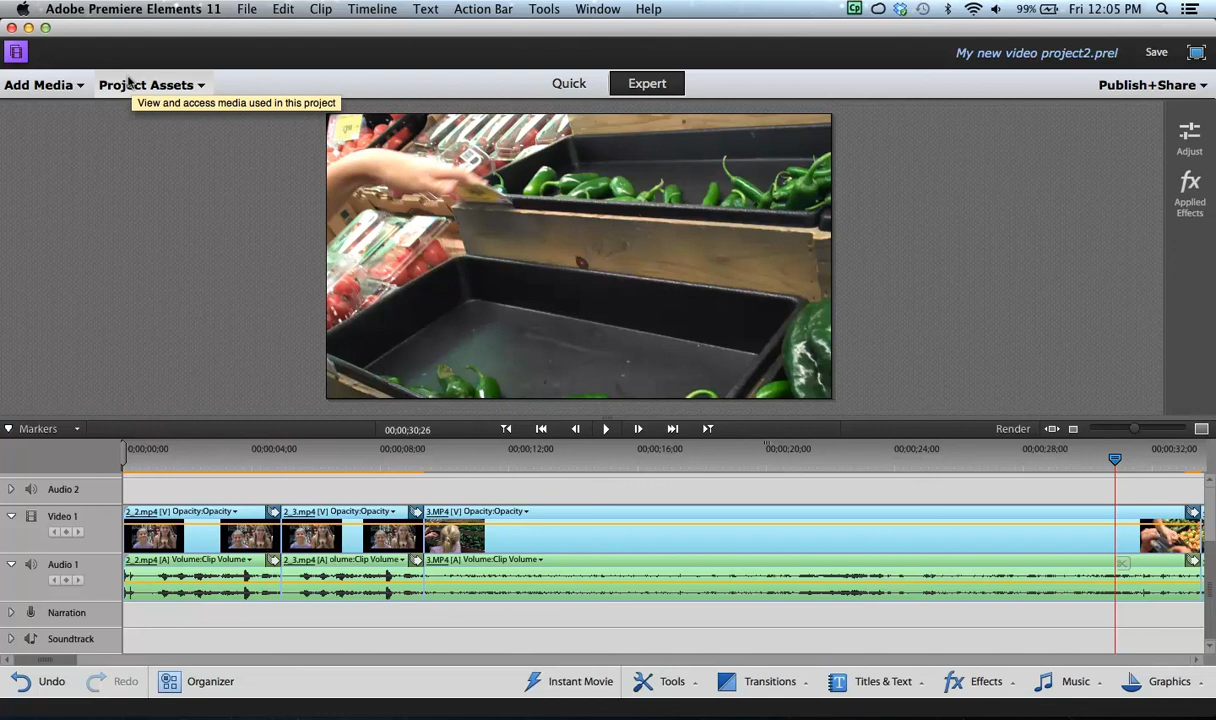 Adobe Premiere Elements 11 File Edit Clip Timeline Text Action Bar Tools Window Help 99% Fri 12:05 PM
My new video project2.prel Save
Add Media Project Assets Quick Expert Publish+Share
View and access media used in this project
Adjust
fx
Applied
Effects
Markers 00;00;30;26 Render
00;00;00;00 00;00;04;00 00;00;08;00 00;00;12;00 00;00;16;00 00;00;20;00 00;00;24;00 00;00;28;00 00;00;32;00
Audio 2
Video 1 2_2.mp4 [V] Opacity:Opacity 2_3.mp4 [V] Opacity:Opacity 3.MP4 [V] Opacity:Opacity
Audio 1 2_2.mp4 [A] Volume:Clip Volume 2_3.mp4 [A] olume:Clip Volume 3.MP4 [A] Volume:Clip Volume
Narration
Soundtrack
Undo Redo Organizer Instant Movie Tools Transitions T Titles & Text fx Effects Music Graphics